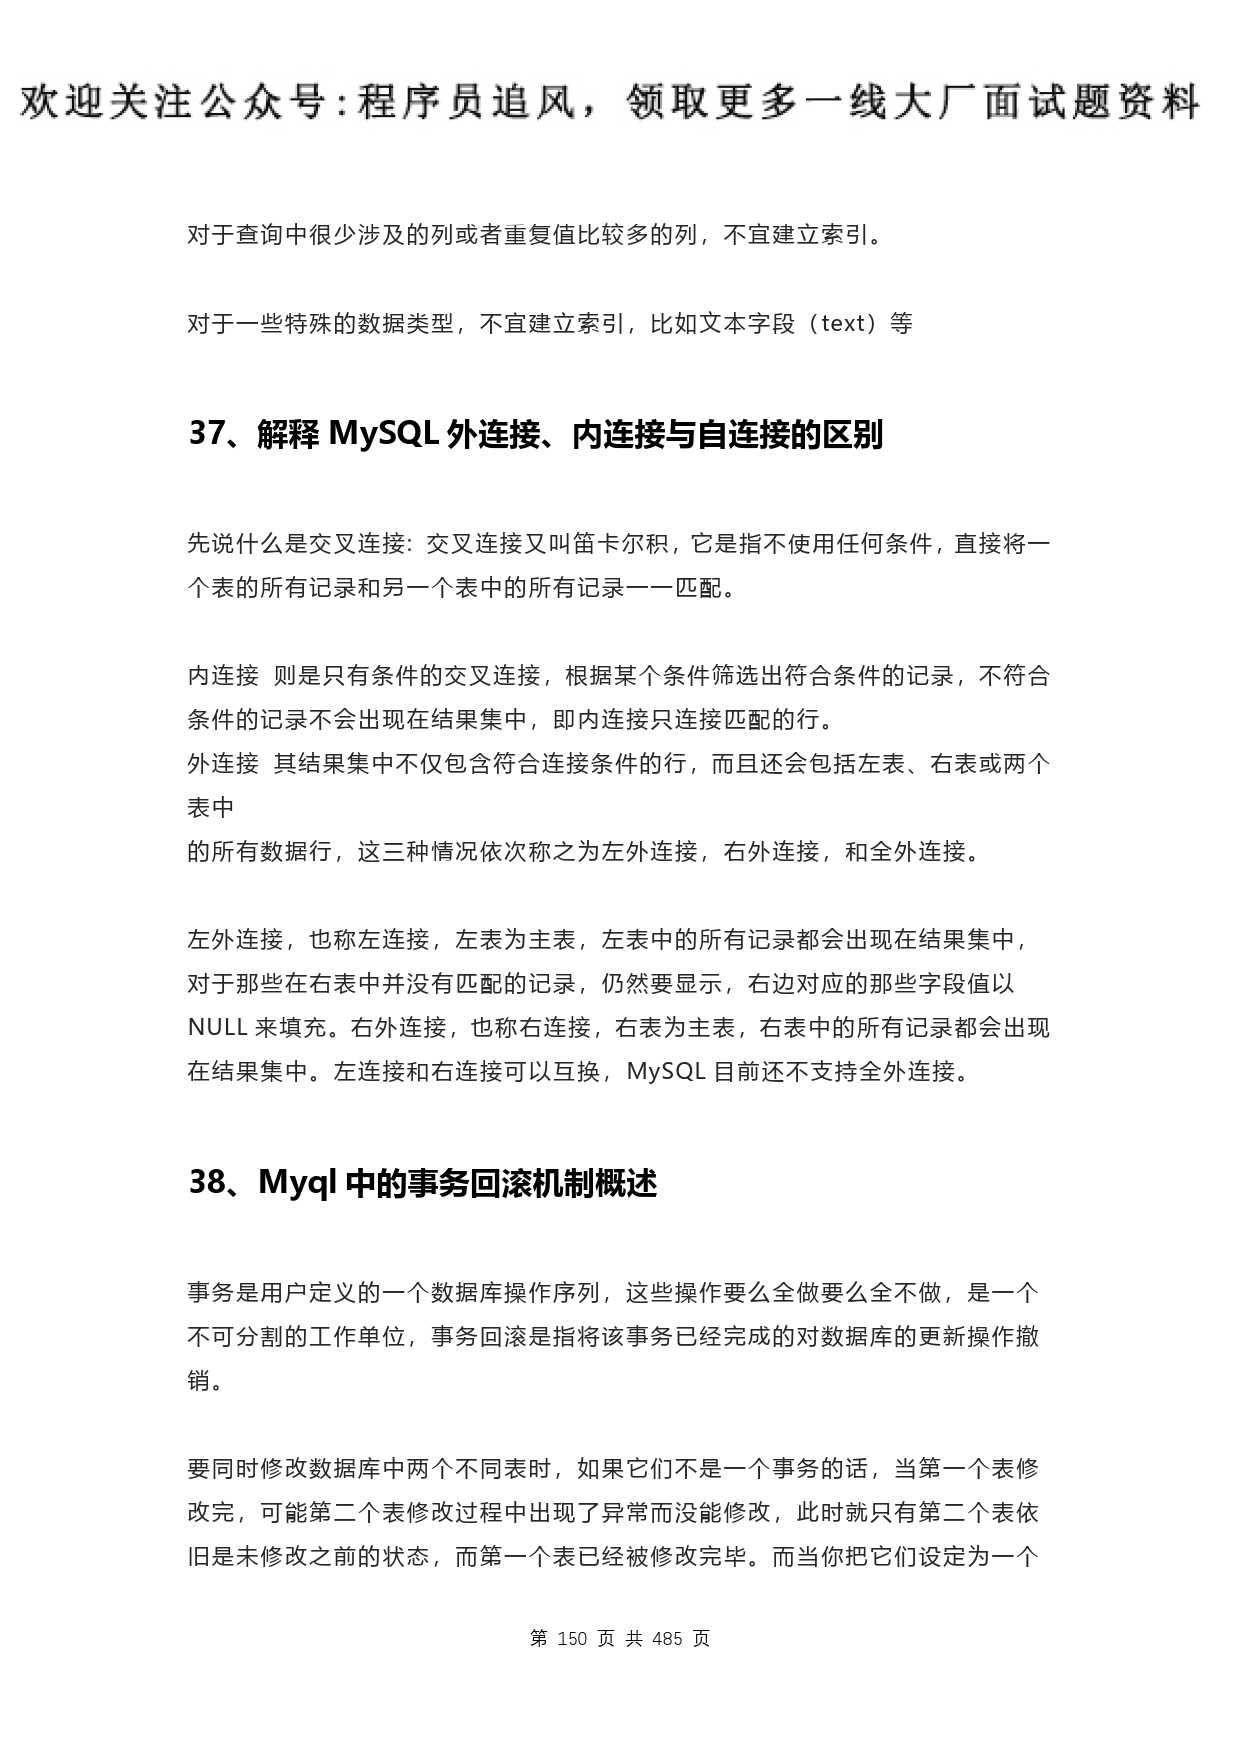 欢迎关注公众号:程序员追风，领取更多一线大厂面试题资料
对于查询中很少涉及的列或者重复值比较多的列，不宜建立索引。
对于一些特殊的数据类型，不宜建立索引，比如文本字段（text）等
37、解释 MySQL 外连接、内连接与自连接的区别
先说什么是交叉连接: 交叉连接又叫笛卡尔积，它是指不使用任何条件，直接将一
个表的所有记录和另一个表中的所有记录一一匹配。
内连接 则是只有条件的交叉连接，根据某个条件筛选出符合条件的记录，不符合
条件的记录不会出现在结果集中，即内连接只连接匹配的行。
外连接 其结果集中不仅包含符合连接条件的行，而且还会包括左表、右表或两个
表中
的所有数据行，这三种情况依次称之为左外连接，右外连接，和全外连接。
左外连接，也称左连接，左表为主表，左表中的所有记录都会出现在结果集中，
对于那些在右表中并没有匹配的记录，仍然要显示，右边对应的那些字段值以
NULL 来填充。右外连接，也称右连接，右表为主表，右表中的所有记录都会出现
在结果集中。左连接和右连接可以互换，MySQL 目前还不支持全外连接。
38、Myql 中的事务回滚机制概述
事务是用户定义的一个数据库操作序列，这些操作要么全做要么全不做，是一个
不可分割的工作单位，事务回滚是指将该事务已经完成的对数据库的更新操作撤
销。
要同时修改数据库中两个不同表时，如果它们不是一个事务的话，当第一个表修
改完，可能第二个表修改过程中出现了异常而没能修改，此时就只有第二个表依
旧是未修改之前的状态，而第一个表已经被修改完毕。而当你把它们设定为一个
第 150 页 共 485 页